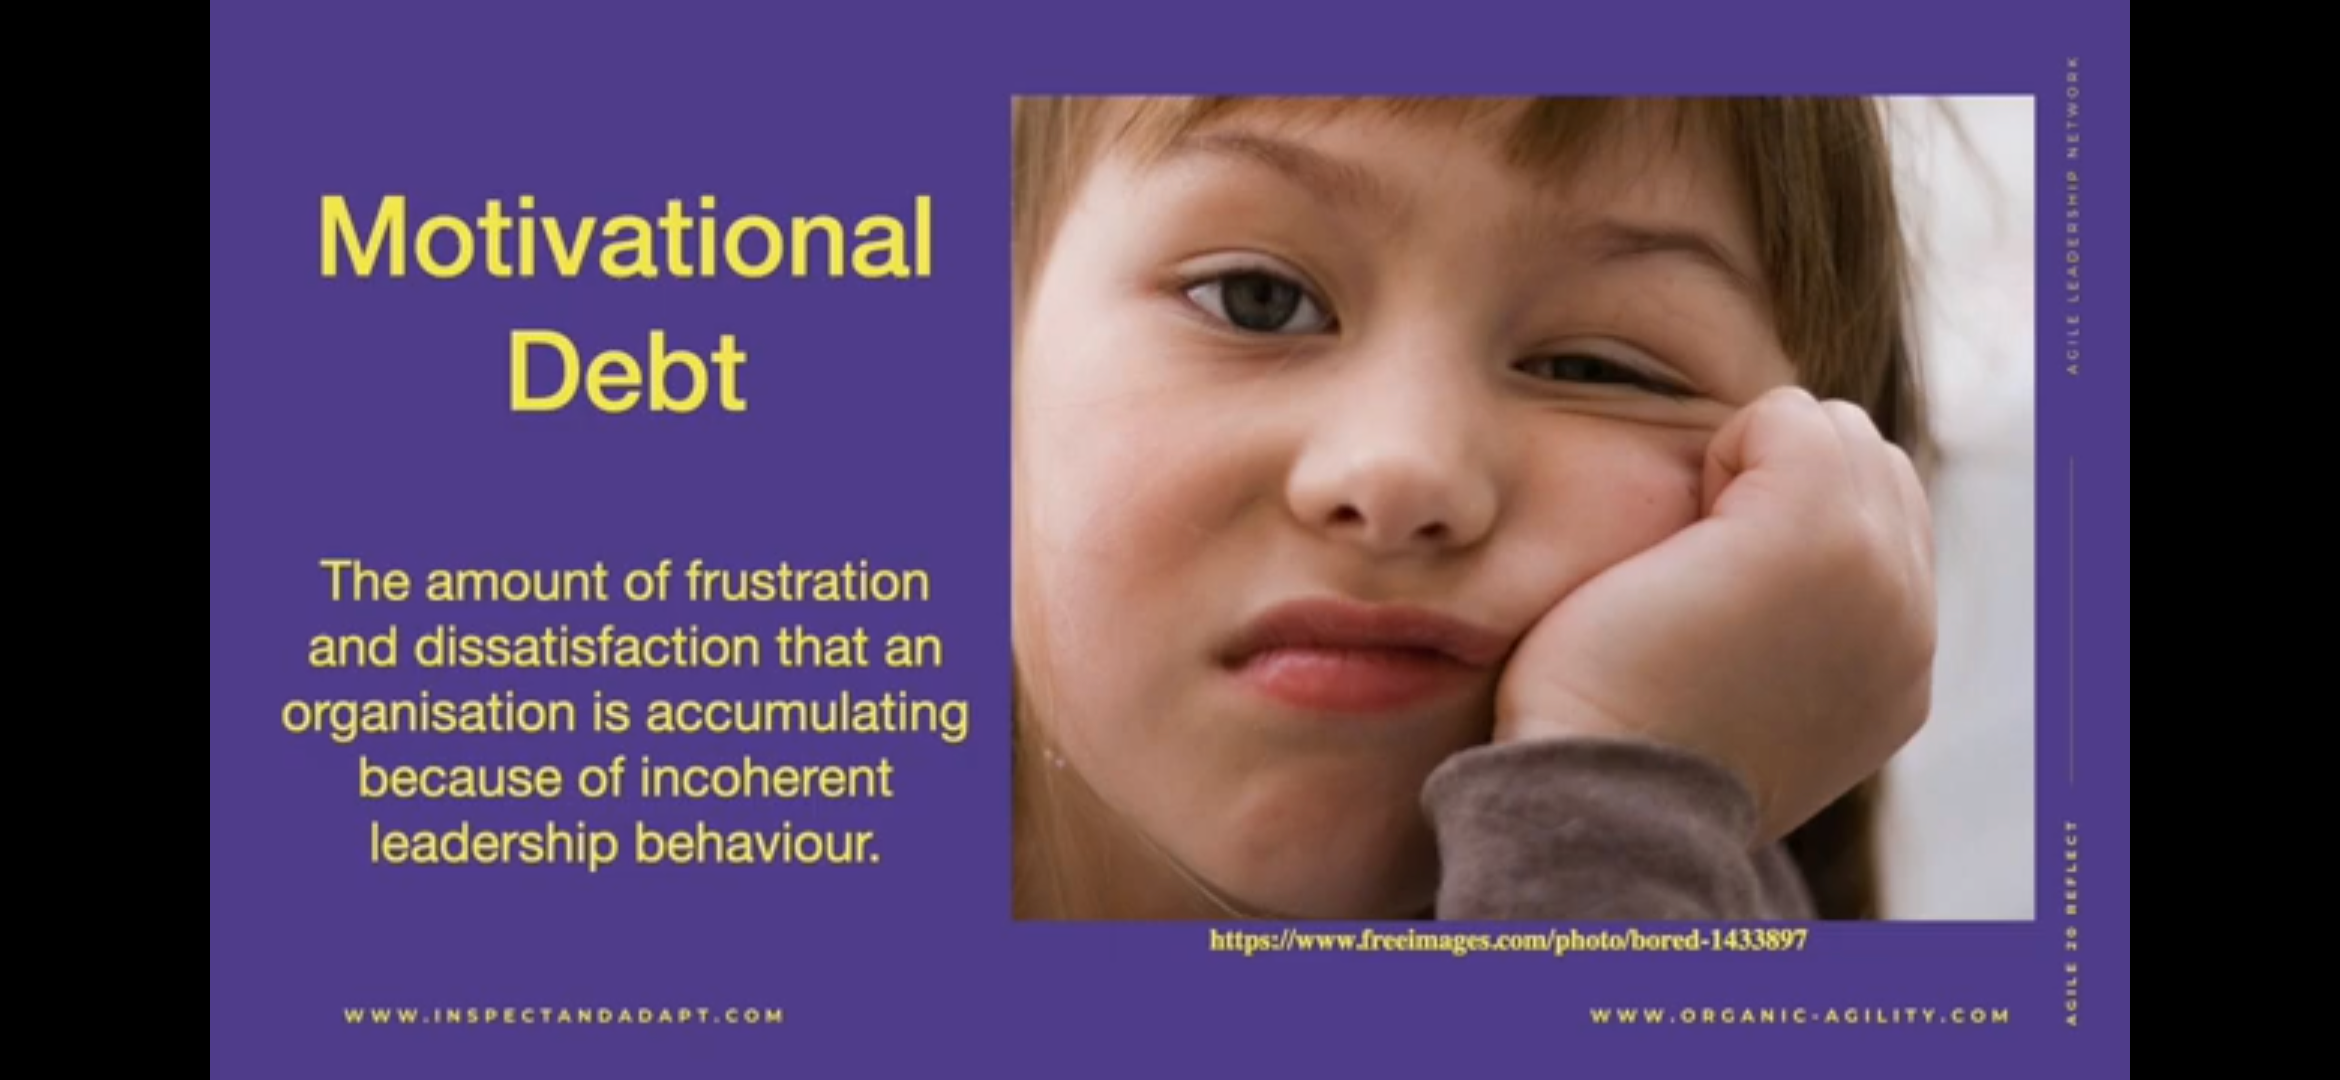 Motivational
Debt
The amount of frustration
and dissatisfaction that an
organisation is accumulating
because of incoherent
leadership behaviour.
https://www.freeimages.com/photo/bored-1433897
WWW.INSPECTANDADAPT.COM
WWW.ORGANIC-AGILITY.COM
AGILE 20 REFLECT
AGILE LEADERSHIP NETWORK